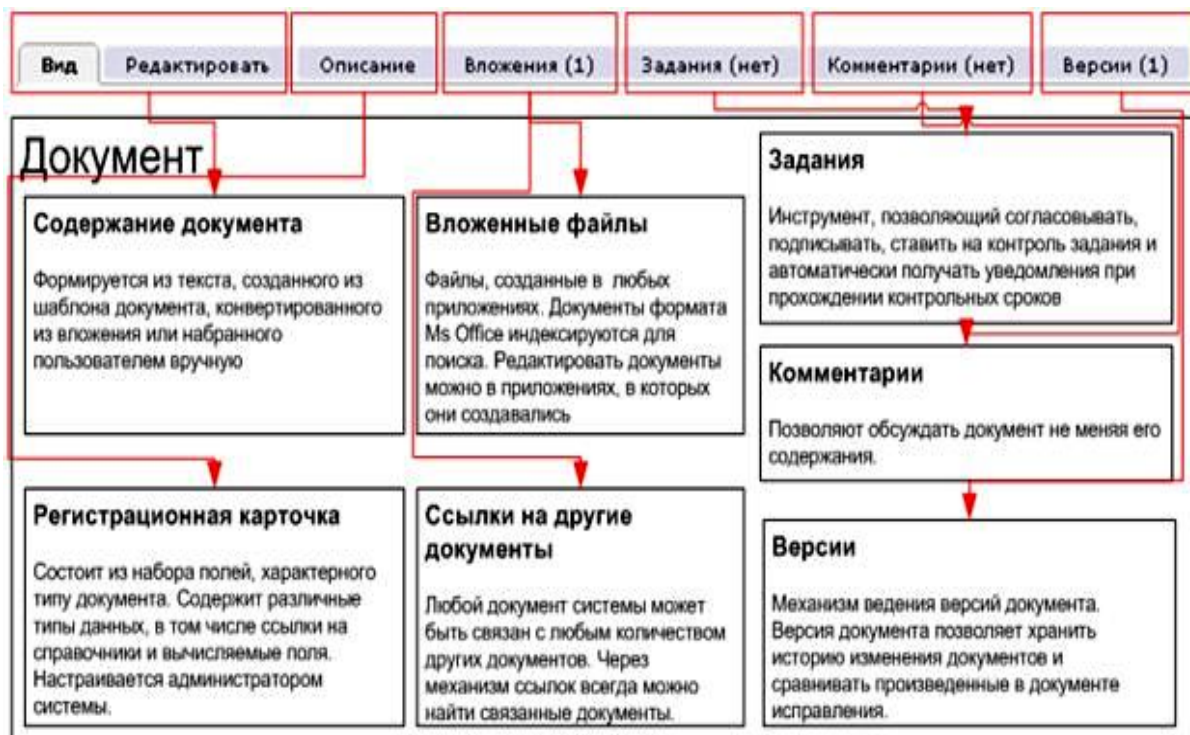 Вид Редактировать Описание Вложения (1) Задания (нет) Комментарии (нет) Версии (1)
Документ
Содержание документа
Формируется из текста, созданного из
шаблона документа, конвертированного
из вложения или набранного
пользователем вручную
Вложенные файлы
Файлы, созданные в любых
приложениях. Документы формата
Ms Office индексируются для
поиска. Редактировать документы
можно в приложениях, в которых
они создавались
Задания
Инструмент, позволяющий согласовывать,
подписывать, ставить на контроль задания и
автоматически получать уведомления при
прохождении контрольных сроков
Комментарии
Позволяют обсуждать документ не меняя его
содержания.
Регистрационная карточка
Состоит из набора полей, характерного
типу документа. Содержит различные
типы данных, в том числе ссылки на
справочники и вычисляемые поля.
Настраивается администратором
системы.
Ссылки на другие
документы
Любой документ системы может
быть связан с любым количеством
других документов. Через
механизм ссылок всегда можно
найти связанные документы.
Версии
Механизм ведения версий документа.
Версия документа позволяет хранить
историю изменения документов и
сравнивать произведенные в документе
исправления.